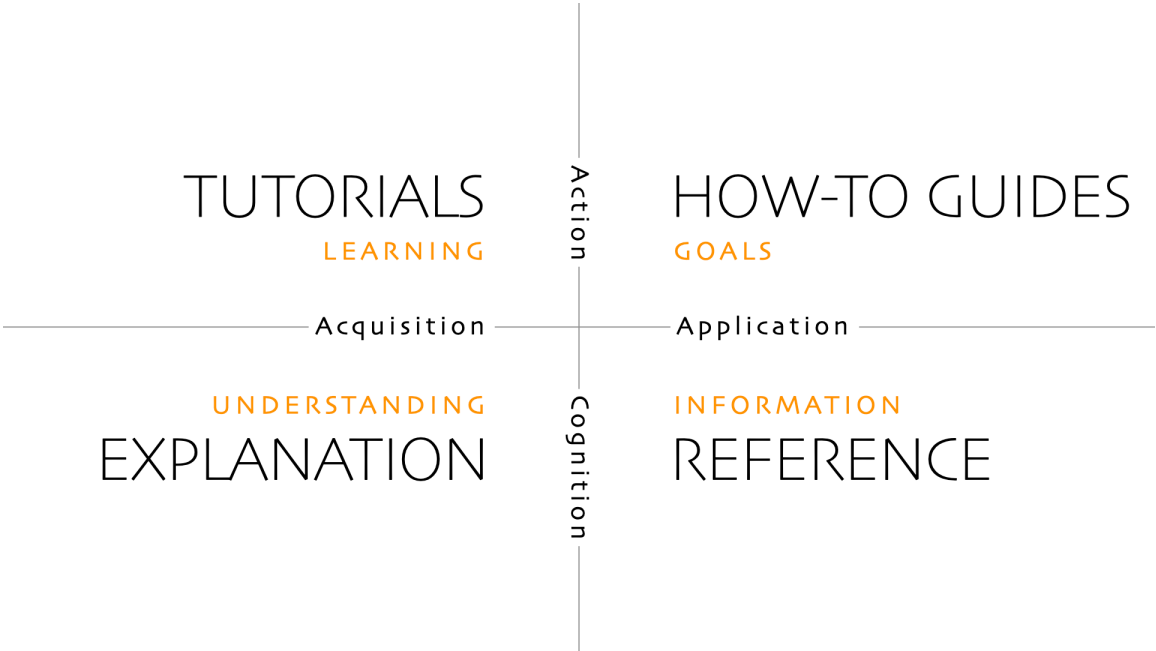 TUTORIALS
LEARNING
Action
HOW-TO GUIDES
GOALS
Acquisition
Application
UNDERSTANDING
EXPLANATION
Cognition
INFORMATION
REFERENCE